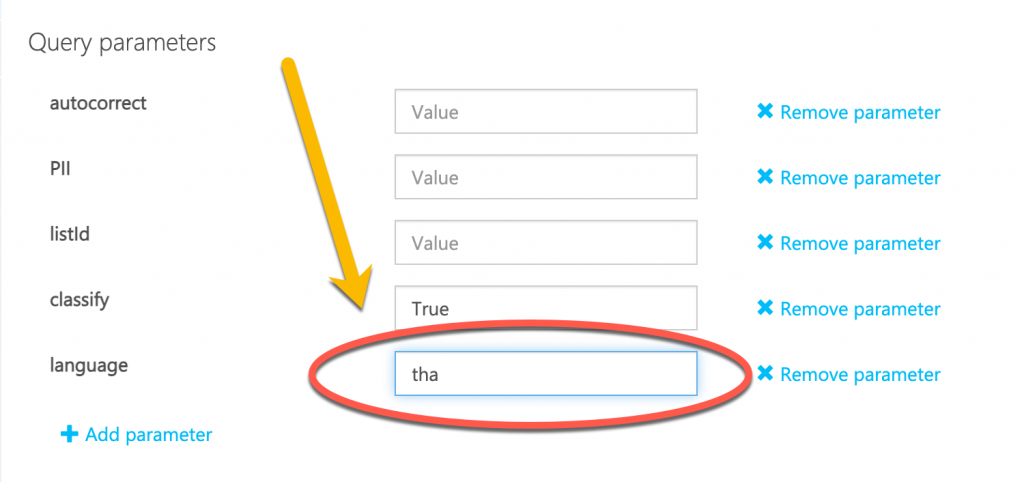 Query parameters
autocorrect Value ✖ Remove parameter
PII Value ✖ Remove parameter
listId Value ✖ Remove parameter
classify True ✖ Remove parameter
language tha ✖ Remove parameter
+ Add parameter